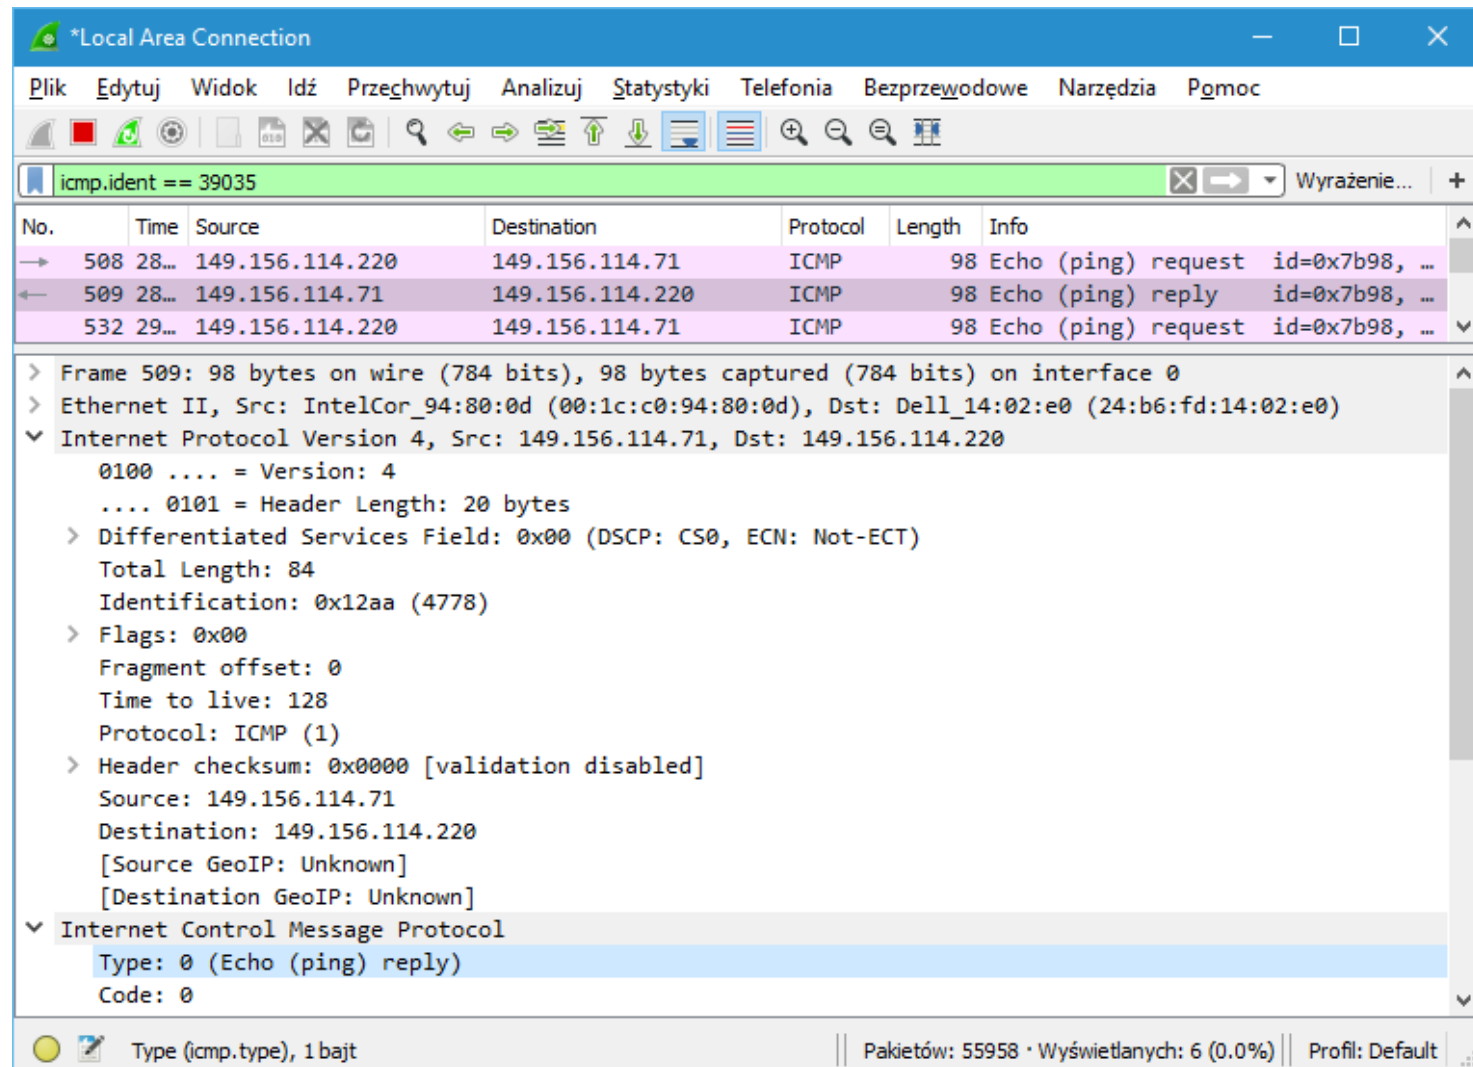 *Local Area Connection
Plik Edytuj Widok Idź Przechwytuj Analizuj Statystyki Telefonia Bezprzewodowe Narzędzia Pomoc
icmp.ident == 39035 Wyrażenie... +
No. Time Source Destination Protocol Length Info
508 28… 149.156.114.220 149.156.114.71 ICMP 98 Echo (ping) request id=0x7b98, …
509 28… 149.156.114.71 149.156.114.220 ICMP 98 Echo (ping) reply id=0x7b98, …
532 29… 149.156.114.220 149.156.114.71 ICMP 98 Echo (ping) request id=0x7b98, …
Frame 509: 98 bytes on wire (784 bits), 98 bytes captured (784 bits) on interface 0
Ethernet II, Src: IntelCor_94:80:0d (00:1c:c0:94:80:0d), Dst: Dell_14:02:e0 (24:b6:fd:14:02:e0)
Internet Protocol Version 4, Src: 149.156.114.71, Dst: 149.156.114.220
0100 .... = Version: 4
.... 0101 = Header Length: 20 bytes
Differentiated Services Field: 0x00 (DSCP: CS0, ECN: Not-ECT)
Total Length: 84
Identification: 0x12aa (4778)
Flags: 0x00
Fragment offset: 0
Time to live: 128
Protocol: ICMP (1)
Header checksum: 0x0000 [validation disabled]
Source: 149.156.114.71
Destination: 149.156.114.220
[Source GeoIP: Unknown]
[Destination GeoIP: Unknown]
Internet Control Message Protocol
Type: 0 (Echo (ping) reply)
Code: 0
Type (icmp.type), 1 bajt Pakietów: 55958 · Wyświetlanych: 6 (0.0%) Profil: Default